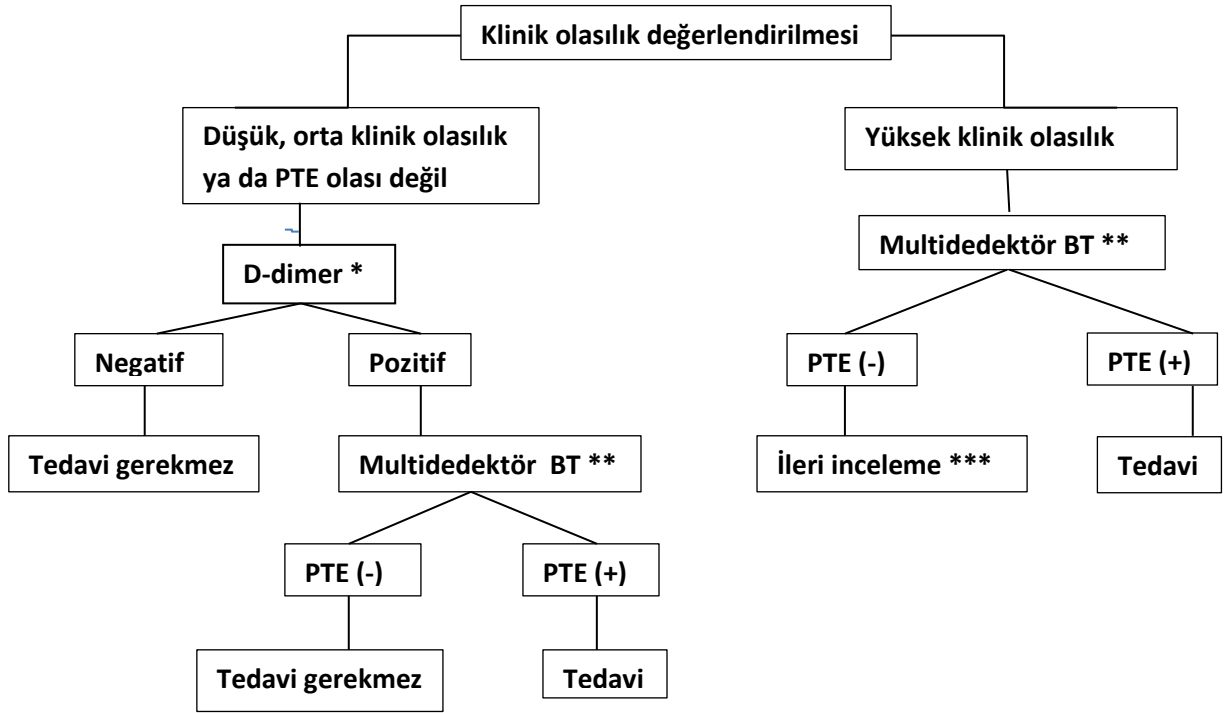 Klinik olasılık değerlendirilmesi
Düşük, orta klinik olasılık
ya da PTE olası değil
Yüksek klinik olasılık
D-dimer *
Multidedektör BT **
Negatif
Pozitif
PTE (-)
PTE (+)
Tedavi gerekmez
Multidedektör BT **
İleri inceleme ***
Tedavi
PTE (-)
PTE (+)
Tedavi gerekmez
Tedavi